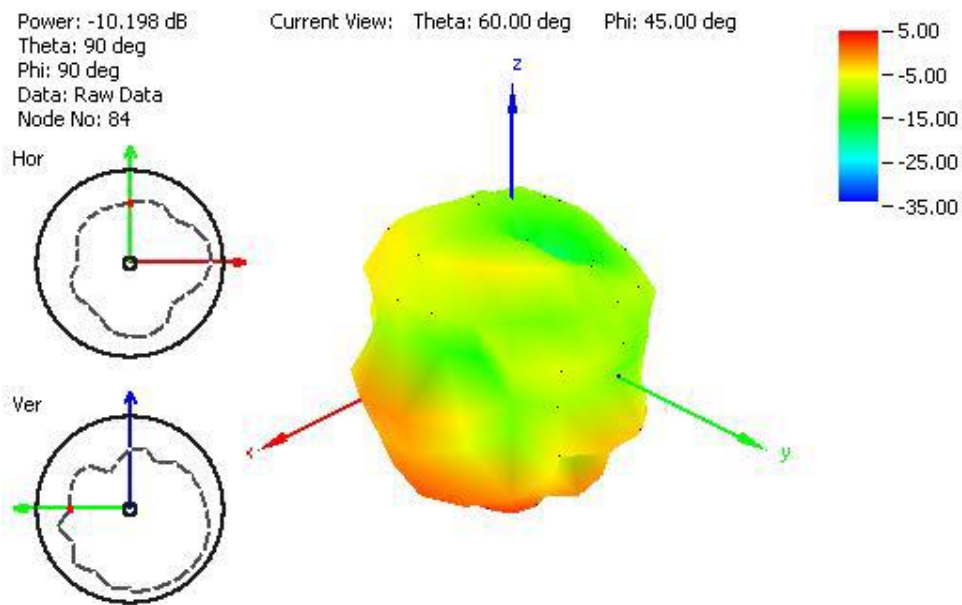 Power: -10.198 dB
Theta: 90 deg
Phi: 90 deg
Data: Raw Data
Node No: 84
Current View: Theta: 60.00 deg Phi: 45.00 deg
5.00
-5.00
-15.00
-25.00
-35.00
Hor
Ver
z
x
y